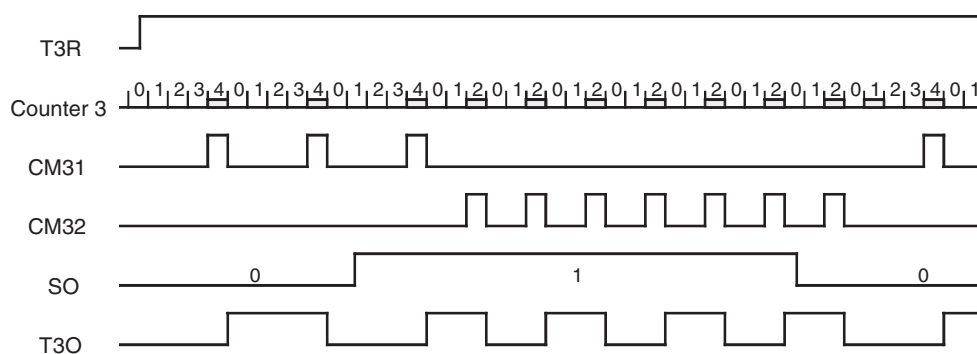 T3R
Counter 3 0 1 2 3 4 0 1 2 3 4 0 1 2 3 4 0 1 2 0 1 2 0 1 2 0 1 2 0 1 2 0 1 2 0 1 2 0 1 2 3 4 0 1
CM31
CM32
SO 0 1 0
T3O